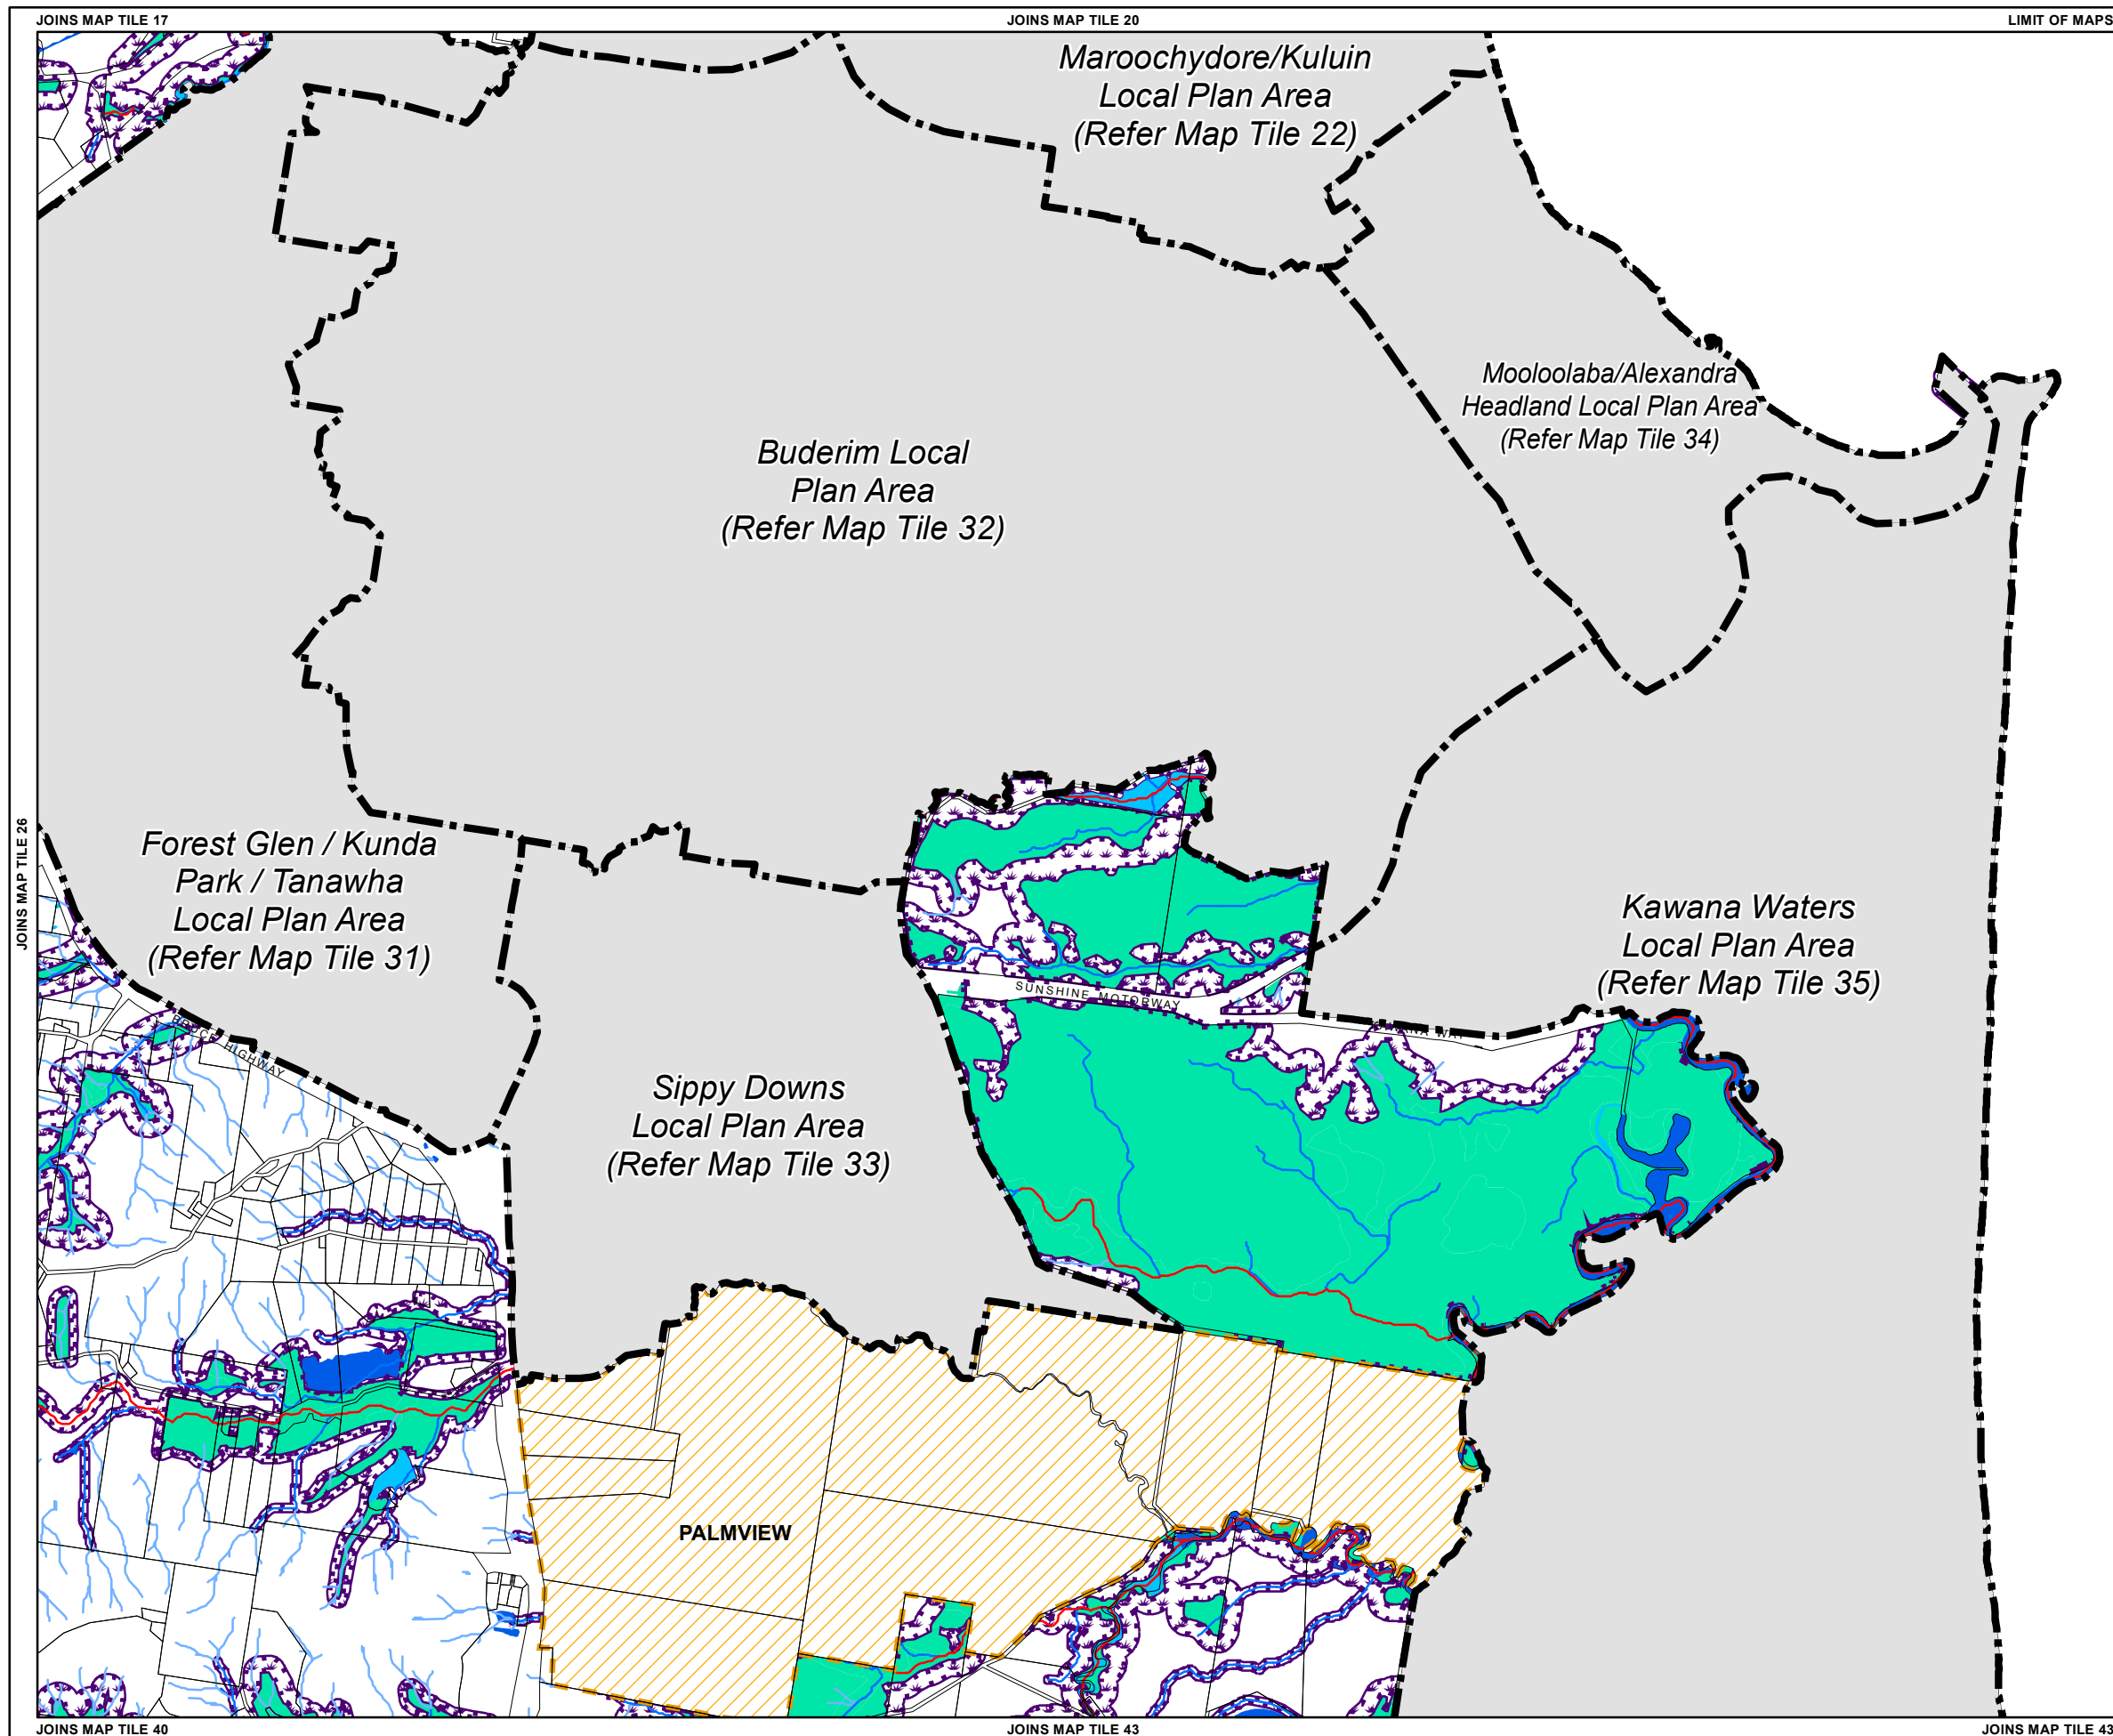 JOINS MAP TILE 17
JOINS MAP TILE 20
LIMIT OF MAPS
Maroochydore/Kuluin
Local Plan Area
(Refer Map Tile 22)
Mooloolaba/Alexandra
Headland Local Plan Area
(Refer Map Tile 34)
Buderim Local
Plan Area
(Refer Map Tile 32)
JOINS MAP TILE 26
Forest Glen / Kunda
Park / Tanawha
Local Plan Area
(Refer Map Tile 31)
Kawana Waters
Local Plan Area
(Refer Map Tile 35)
SUNSHINE MOTORWAY
BRUCE HIGHWAY
Sippy Downs
Local Plan Area
(Refer Map Tile 33)
PALMVIEW
JOINS MAP TILE 40
JOINS MAP TILE 43
JOINS MAP TILE 43